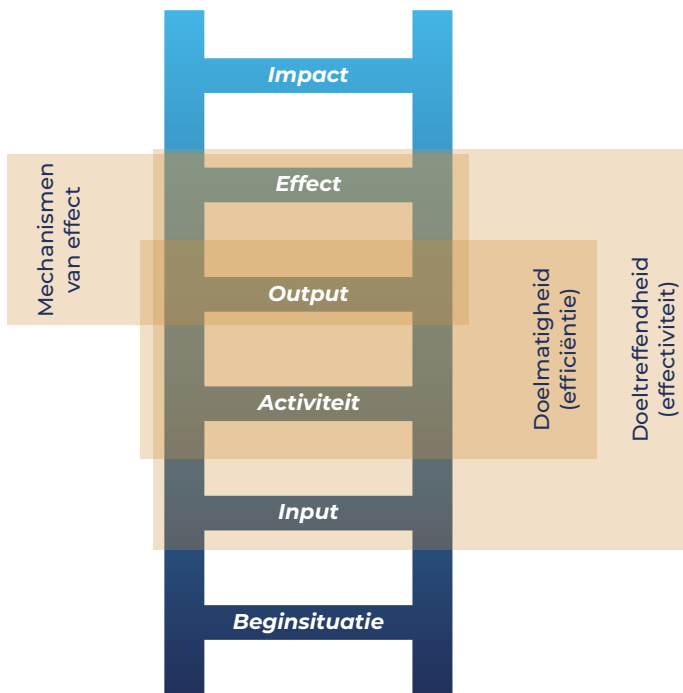 Impact
Mechanismen
van effect
Effect
Output
Doelmatigheid
(efficiëntie)
Doeltreffendheid
(effectiviteit)
Activiteit
Input
Beginsituatie